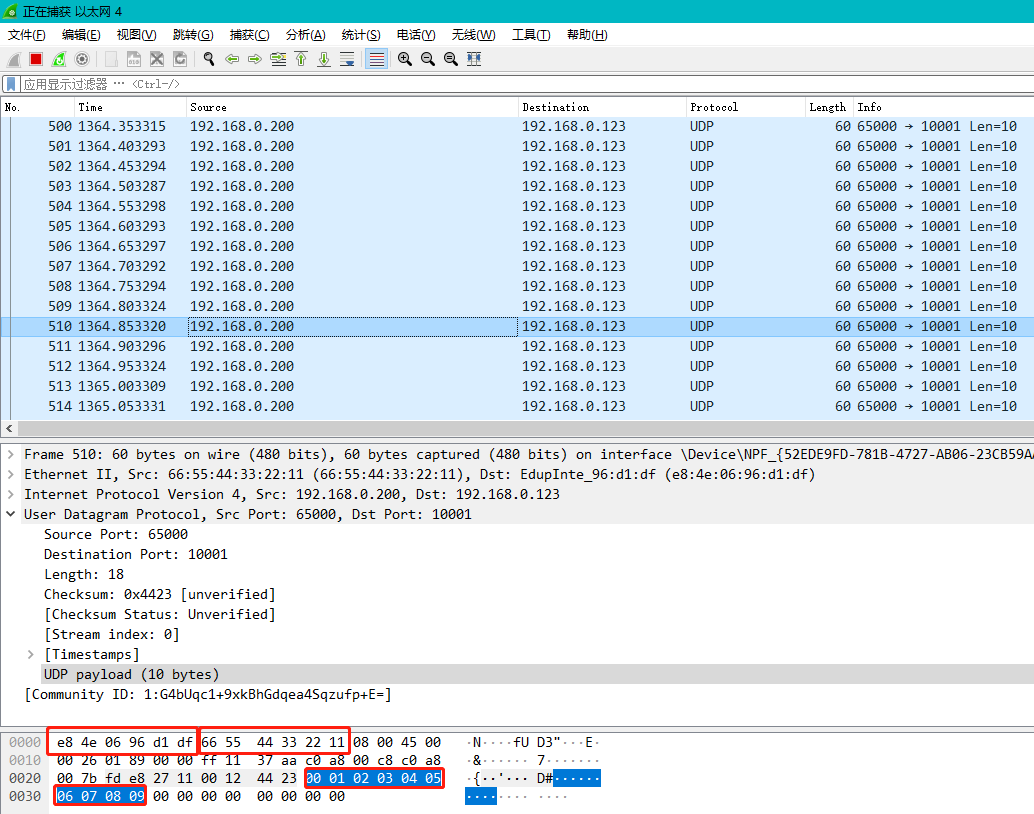 正在捕获 以太网 4
文件(F) 编辑(E) 视图(V) 跳转(G) 捕获(C) 分析(A) 统计(S) 电话(Y) 无线(W) 工具(T) 帮助(H)
应用显示过滤器 … <Ctrl-/>
No. Time Source Destination Protocol Length Info
500 1364.353315 192.168.0.200 192.168.0.123 UDP 60 65000 → 10001 Len=10
501 1364.403293 192.168.0.200 192.168.0.123 UDP 60 65000 → 10001 Len=10
502 1364.453294 192.168.0.200 192.168.0.123 UDP 60 65000 → 10001 Len=10
503 1364.503287 192.168.0.200 192.168.0.123 UDP 60 65000 → 10001 Len=10
504 1364.553298 192.168.0.200 192.168.0.123 UDP 60 65000 → 10001 Len=10
505 1364.603293 192.168.0.200 192.168.0.123 UDP 60 65000 → 10001 Len=10
506 1364.653297 192.168.0.200 192.168.0.123 UDP 60 65000 → 10001 Len=10
507 1364.703292 192.168.0.200 192.168.0.123 UDP 60 65000 → 10001 Len=10
508 1364.753294 192.168.0.200 192.168.0.123 UDP 60 65000 → 10001 Len=10
509 1364.803324 192.168.0.200 192.168.0.123 UDP 60 65000 → 10001 Len=10
510 1364.853320 192.168.0.200 192.168.0.123 UDP 60 65000 → 10001 Len=10
511 1364.903296 192.168.0.200 192.168.0.123 UDP 60 65000 → 10001 Len=10
512 1364.953324 192.168.0.200 192.168.0.123 UDP 60 65000 → 10001 Len=10
513 1365.003309 192.168.0.200 192.168.0.123 UDP 60 65000 → 10001 Len=10
514 1365.053331 192.168.0.200 192.168.0.123 UDP 60 65000 → 10001 Len=10
Frame 510: 60 bytes on wire (480 bits), 60 bytes captured (480 bits) on interface \Device\NPF_{52EDE9FD-781B-4727-AB06-23CB59A
Ethernet II, Src: 66:55:44:33:22:11 (66:55:44:33:22:11), Dst: EdupInte_96:d1:df (e8:4e:06:96:d1:df)
Internet Protocol Version 4, Src: 192.168.0.200, Dst: 192.168.0.123
User Datagram Protocol, Src Port: 65000, Dst Port: 10001
Source Port: 65000
Destination Port: 10001
Length: 18
Checksum: 0x4423 [unverified]
[Checksum Status: Unverified]
[Stream index: 0]
[Timestamps]
UDP payload (10 bytes)
[Community ID: 1:G4bUqc1+9xkBhGdqea4Sqzufp+E=]
0000 e8 4e 06 96 d1 df 66 55 44 33 22 11 08 00 45 00 ·N····fU D3"···E·
0010 00 26 01 89 00 00 ff 11 37 aa c0 a8 00 c8 c0 a8 ·&······ 7·······
0020 00 7b fd e8 27 11 00 12 44 23 00 01 02 03 04 05 ·{··'··· D#······
0030 06 07 08 09 00 00 00 00 00 00 00 00 ········ ····